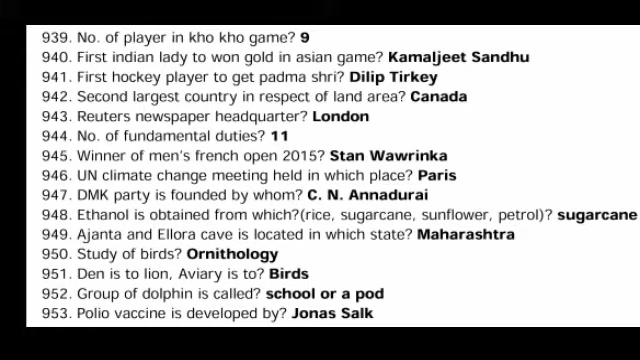 939. No. of player in kho kho game? 9
940. First indian lady to won gold in asian game? Kamaljeet Sandhu
941. First hockey player to get padma shri? Dilip Tirkey
942. Second largest country in respect of land area? Canada
943. Reuters newspaper headquarter? London
944. No. of fundamental duties? 11
945. Winner of men's french open 2015? Stan Wawrinka
946. UN climate change meeting held in which place? Paris
947. DMK party is founded by whom? C. N. Annadurai
948. Ethanol is obtained from which?(rice, sugarcane, sunflower, petrol)? sugarcane
949. Ajanta and Ellora cave is located in which state? Maharashtra
950. Study of birds? Ornithology
951. Den is to lion, Aviary is to? Birds
952. Group of dolphin is called? school or a pod
953. Polio vaccine is developed by? Jonas Salk